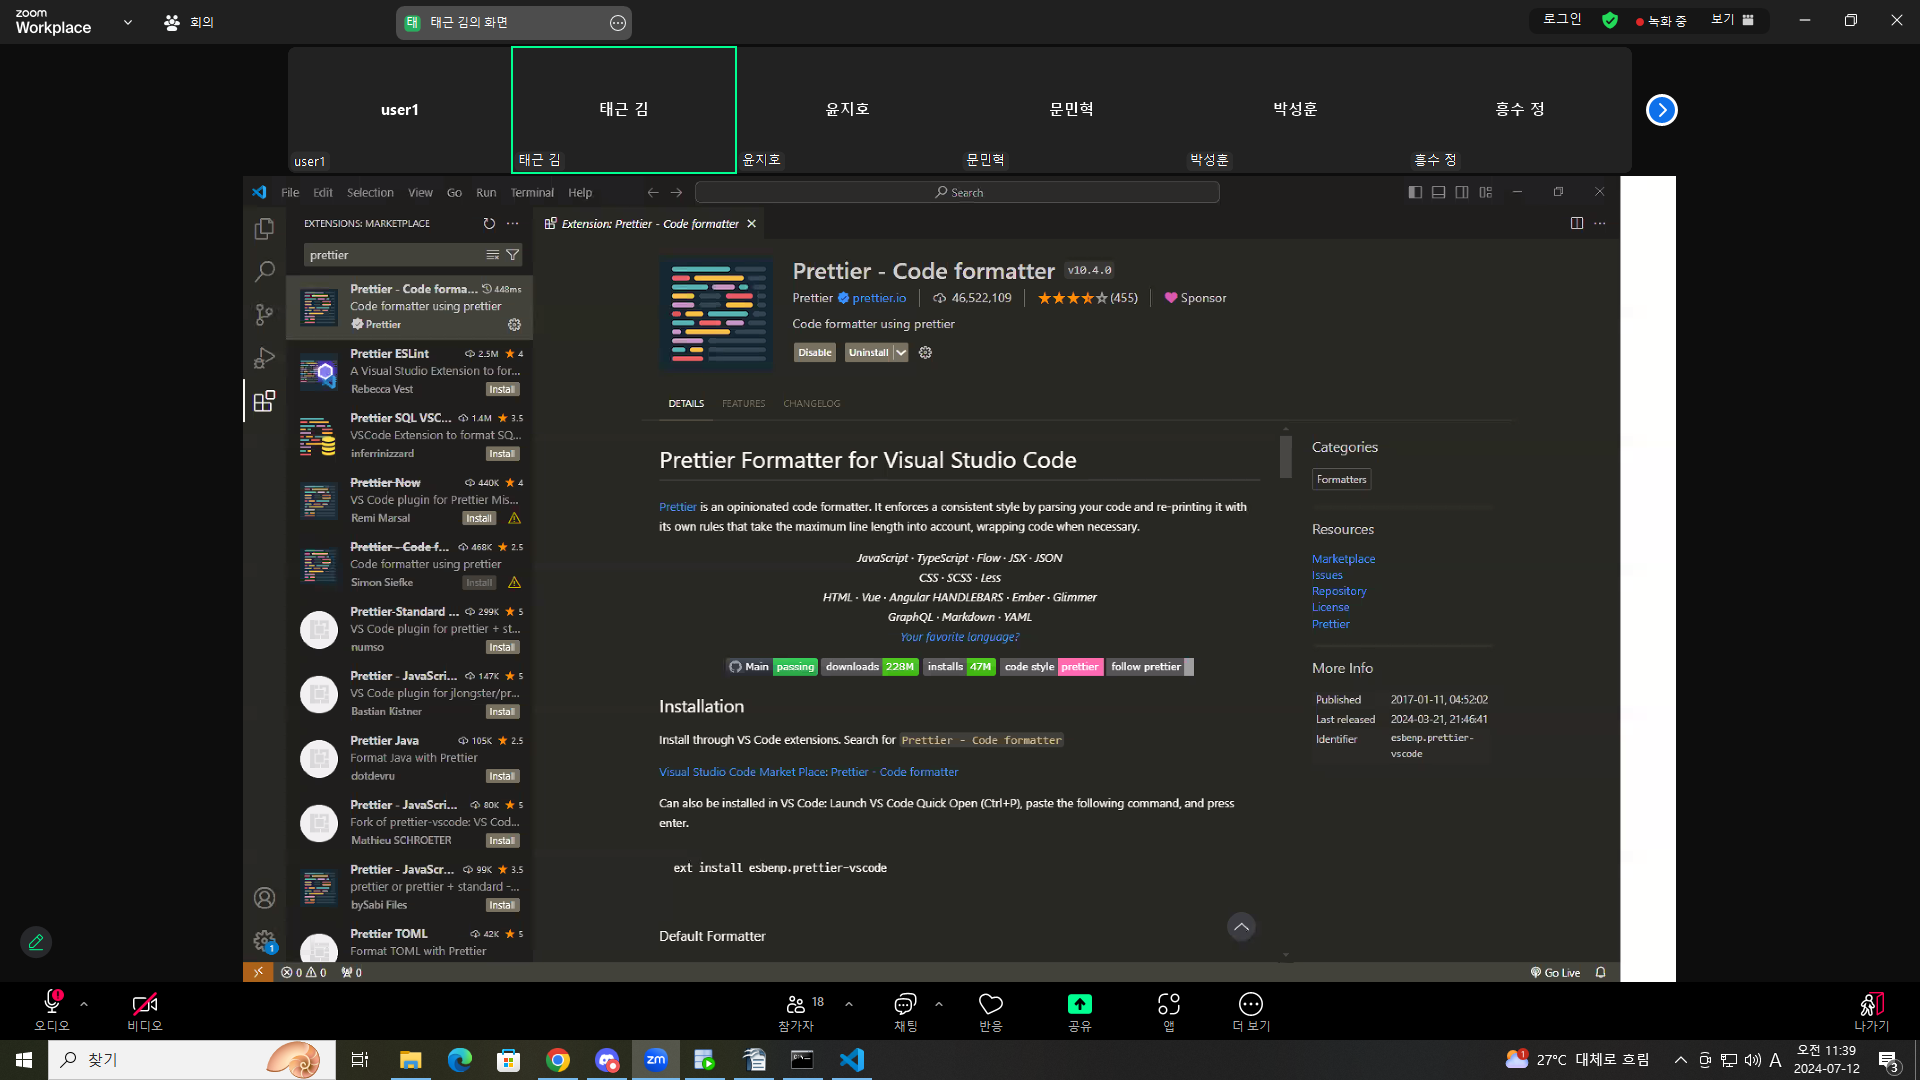 zoom
Workplace
회의
태
태근 김의 화면
로그인
녹화 중
보기
user1
user1
태근 김
태근 김
윤지호
윤지호
문민혁
문민혁
박성훈
박성훈
흥수 정
흥수 정
File Edit Selection View Go Run Terminal Help
Search
EXTENSIONS: MARKETPLACE
prettier
Prettier - Code forma... 448ms
Code formatter using prettier
Prettier
Prettier ESLint 2.5M 4
A Visual Studio Extension to for...
Rebecca Vest Install
Prettier SQL VSC... 1.4M 3.5
VSCode Extension to format SQ...
inferrinizzard Install
Prettier Now 440K 4
VS Code plugin for Prettier Mis...
Remi Marsal Install
Prettier - Code f... 468K 2.5
Code formatter using prettier
Simon Siefke Install
Prettier-Standard ... 299K 5
VS Code plugin for prettier + st...
numso Install
Prettier - JavaScri... 147K 5
VS Code plugin for jlongster/pr...
Bastian Kistner Install
Prettier Java 105K 2.5
Format Java with Prettier
dotdevru Install
Prettier - JavaScri... 80K 5
Fork of prettier-vscode: VS Cod...
Mathieu SCHROETER Install
Prettier - JavaScri... 99K 3.5
prettier or prettier + standard -...
bySabi Files Install
Prettier TOML 42K 5
Format TOML with Prettier
Extension: Prettier - Code formatter
Prettier - Code formatter v10.4.0
Prettier prettier.io 46,522,109 (455) Sponsor
Code formatter using prettier
Disable Uninstall
DETAILS FEATURES CHANGELOG
Prettier Formatter for Visual Studio Code
Prettier is an opinionated code formatter. It enforces a consistent style by parsing your code and re-printing it with
its own rules that take the maximum line length into account, wrapping code when necessary.
JavaScript · TypeScript · Flow · JSX · JSON
CSS · SCSS · Less
HTML · Vue · Angular HANDLEBARS · Ember · Glimmer
GraphQL · Markdown · YAML
Your favorite language?
Main passing downloads 228M installs 47M code style prettier follow prettier
Installation
Install through VS Code extensions. Search for Prettier - Code formatter
Visual Studio Code Market Place: Prettier - Code formatter
Can also be installed in VS Code: Launch VS Code Quick Open (Ctrl+P), paste the following command, and press
enter.
ext install esbenp.prettier-vscode
Default Formatter
Categories
Formatters
Resources
Marketplace
Issues
Repository
License
Prettier
More Info
Published 2017-01-11, 04:52:02
Last released 2024-03-21, 21:46:41
Identifier esbenp.prettier-
vscode
1
0 0 0
Go Live
오디오
비디오
18
참가자
채팅
반응
공유
앱
더 보기
나가기
찾기
zm
1
27°C 대체로 흐림
A
오전 11:39
2024-07-12
3